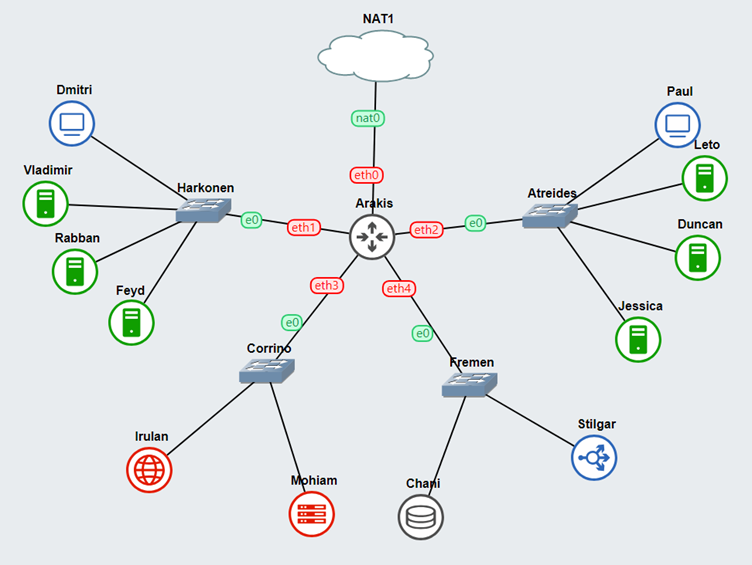 NAT1
Dmitri
Paul
nat0
Leto
Vladimir
eth0
Harkonen
Atreides
Arakis
e0
eth1
eth2
e0
Rabban
Duncan
Feyd
eth3
eth4
Jessica
e0
e0
Corrino
Fremen
Irulan
Stilgar
Mohiam
Chani